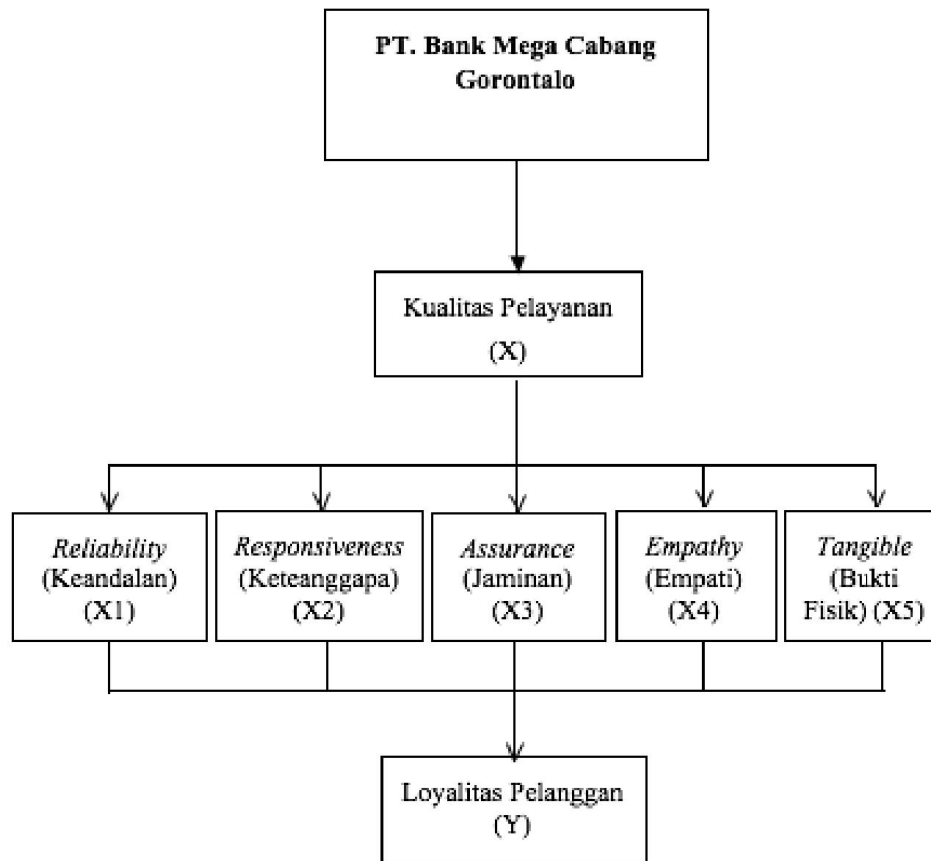 PT. Bank Mega Cabang
Gorontalo
Kualitas Pelayanan
(X)
Reliability
(Keandalan)
(X1)
Responsiveness
(Keteanggapa)
(X2)
Assurance
(Jaminan)
(X3)
Empathy
(Empati)
(X4)
Tangible
(Bukti
Fisik) (X5)
Loyalitas Pelanggan
(Y)